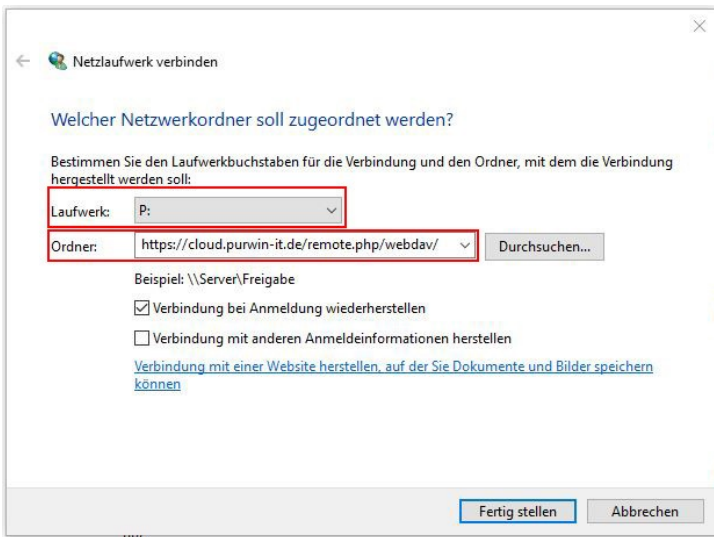 Netzlaufwerk verbinden
Welcher Netzwerkordner soll zugeordnet werden?
Bestimmen Sie den Laufwerkbuchstaben für die Verbindung und den Ordner, mit dem die Verbindung
hergestellt werden soll:
Laufwerk: P:
Ordner: https://cloud.purwin-it.de/remote.php/webdav/ Durchsuchen...
Beispiel: \\Server\Freigabe
Verbindung bei Anmeldung wiederherstellen
Verbindung mit anderen Anmeldeinformationen herstellen
Verbindung mit einer Website herstellen, auf der Sie Dokumente und Bilder speichern
können
Fertig stellen Abbrechen